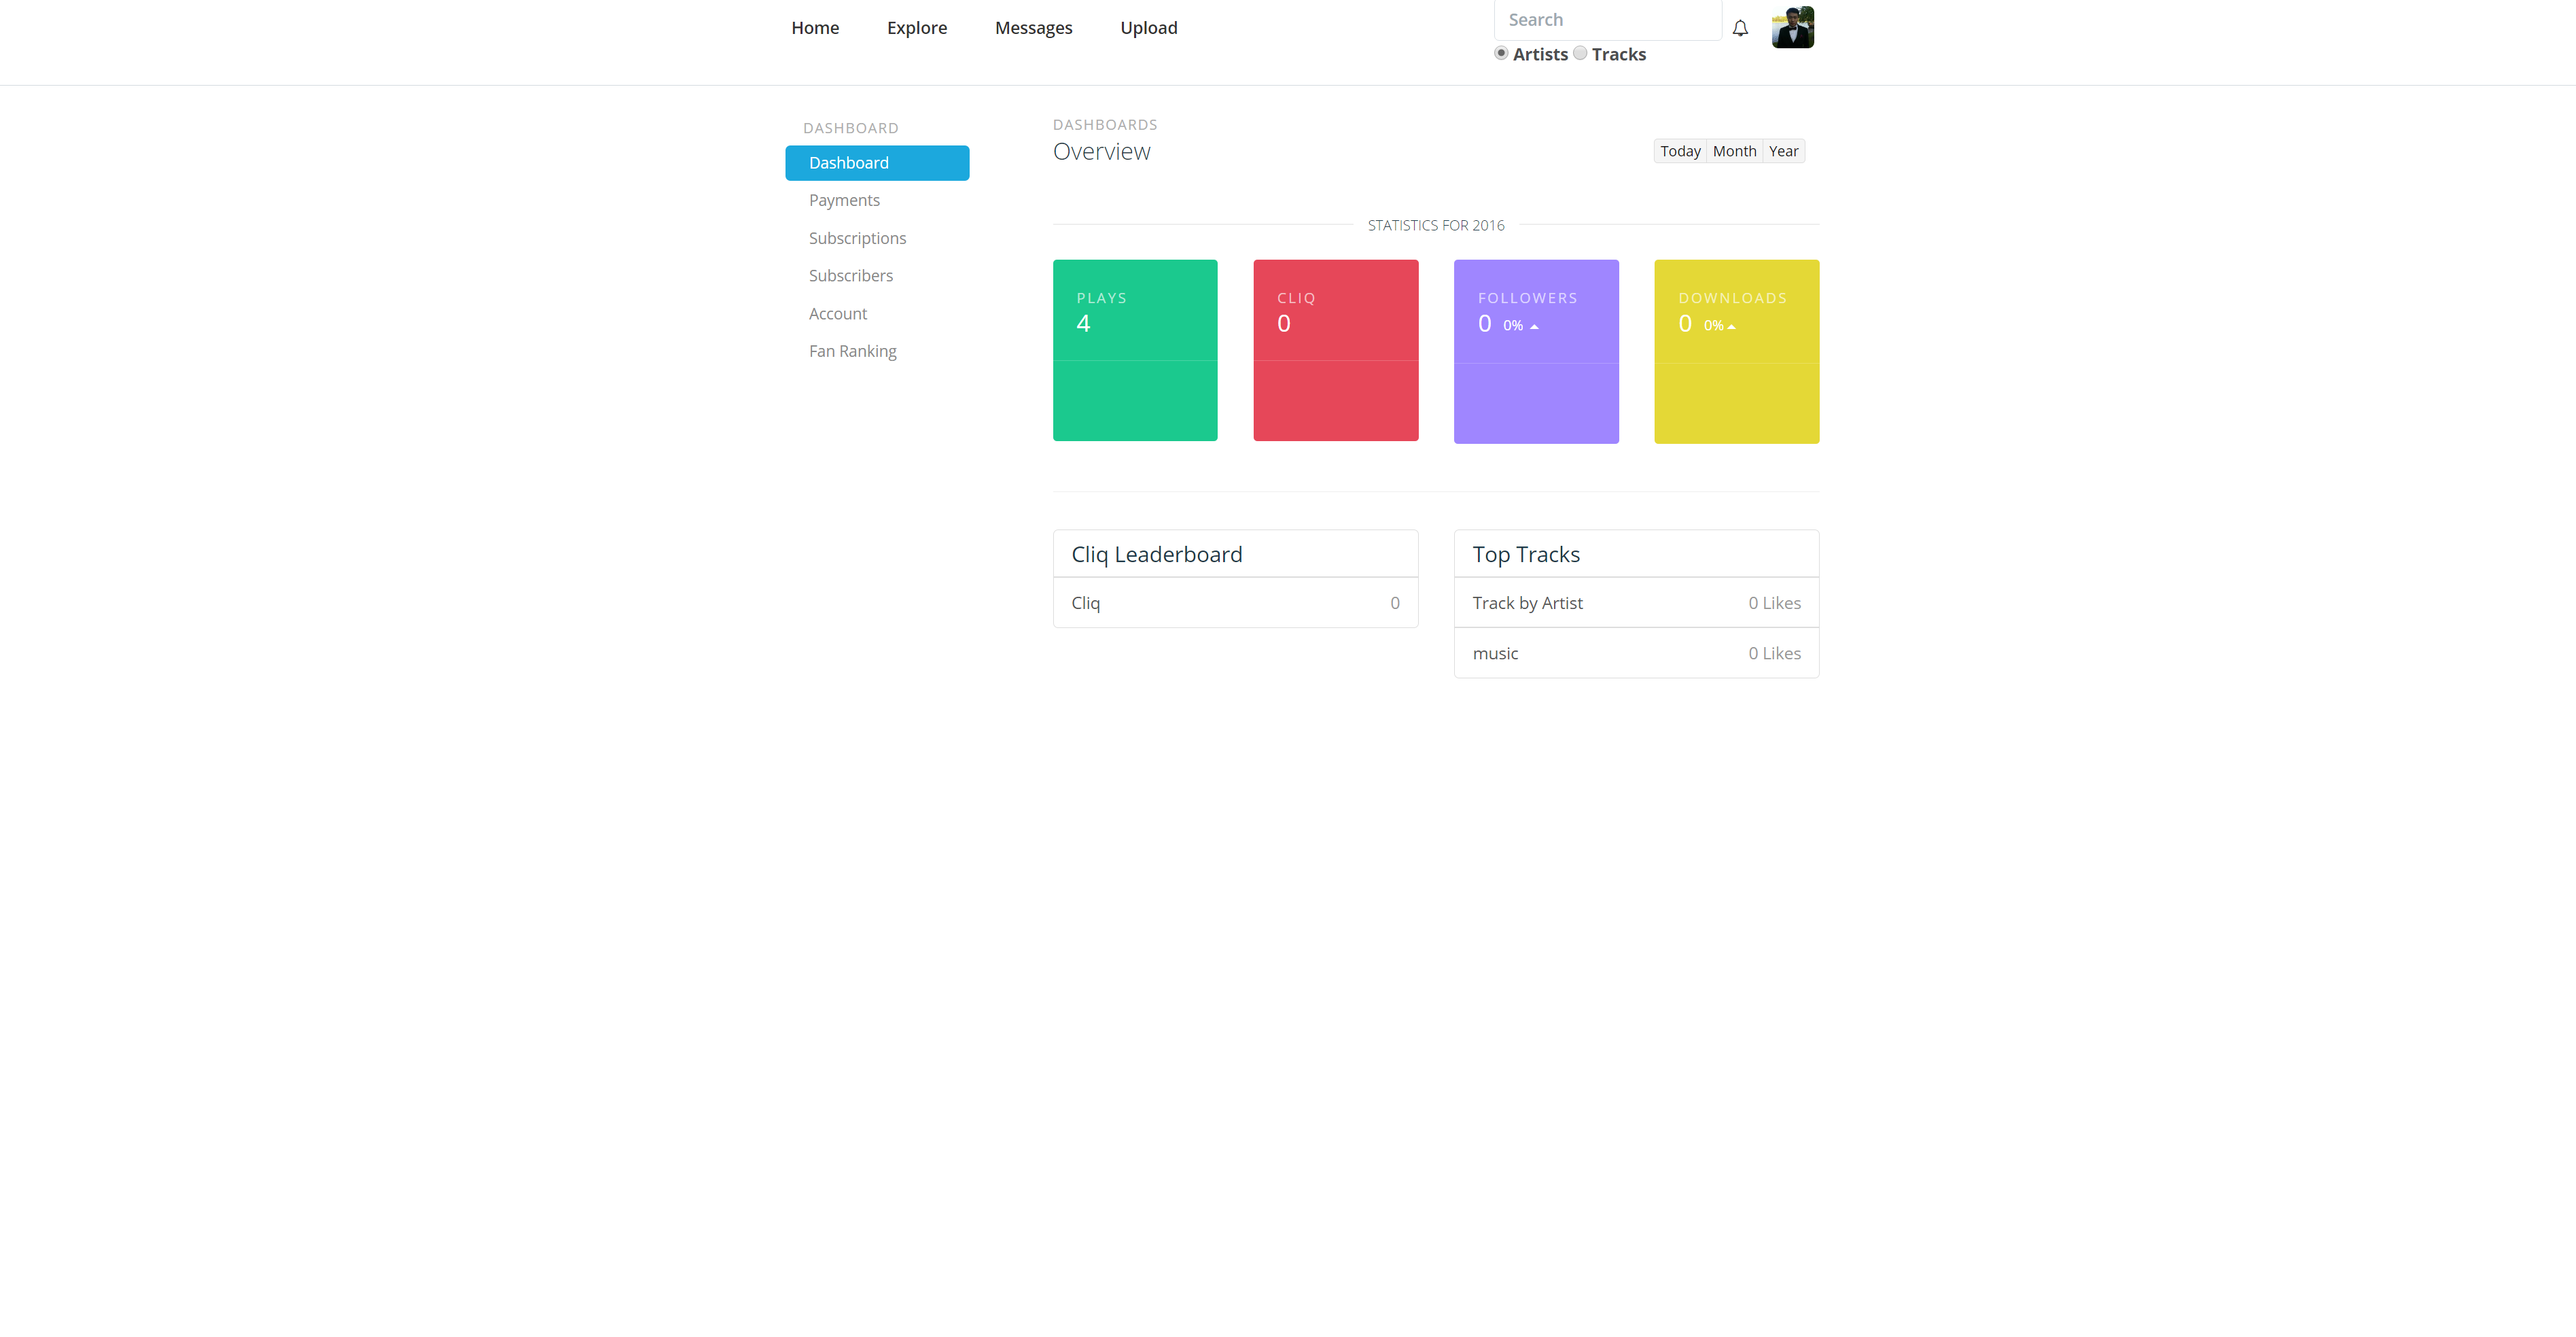 Home Explore Messages Upload Search
Artists Tracks
DASHBOARD
Dashboard
Payments
Subscriptions
Subscribers
Account
Fan Ranking
DASHBOARDS
Overview
Today Month Year
STATISTICS FOR 2016
PLAYS
4
CLIQ
0
FOLLOWERS
0 0%
DOWNLOADS
0 0%
Cliq Leaderboard
Cliq 0
Top Tracks
Track by Artist 0 Likes
music 0 Likes